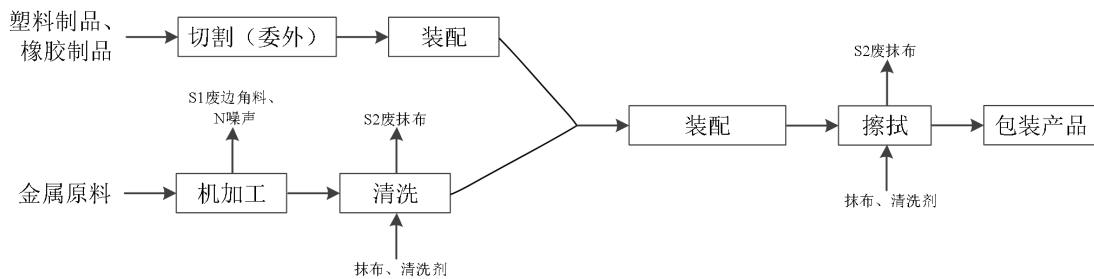 塑料制品、
橡胶制品
切割（委外）
装配
S1废边角料、
N噪声
S2废抹布
金属原料
机加工
清洗
抹布、清洗剂
装配
S2废抹布
擦拭
抹布、清洗剂
包装产品